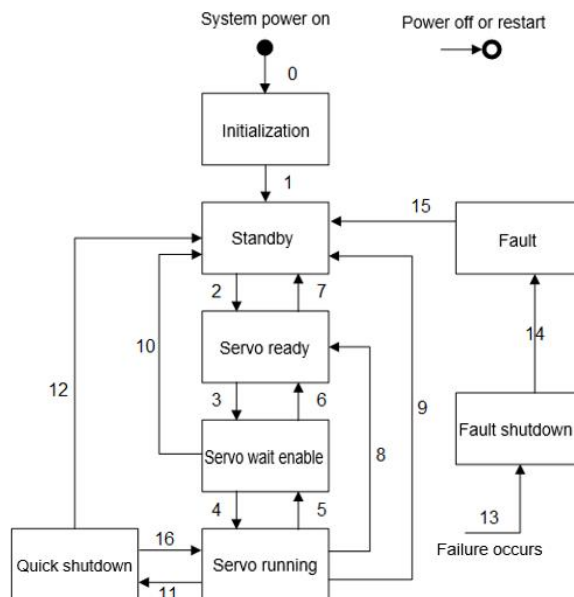 System power on
Power off or restart
0
Initialization
1
15
Standby
Fault
2
7
Servo ready
10
14
12
3
6
9
8
Servo wait enable
Fault shutdown
4
5
13
16
Failure occurs
Quick shutdown
Servo running
11